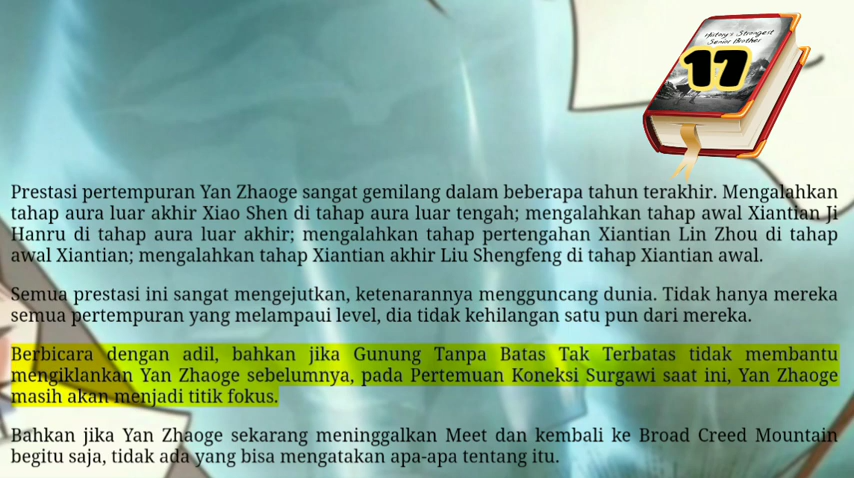 History's Strongest
Senior Brother
17
Prestasi pertempuran Yan Zhaoge sangat gemilang dalam beberapa tahun terakhir. Mengalahkan
tahap aura luar akhir Xiao Shen di tahap aura luar tengah; mengalahkan tahap awal Xiantian Ji
Hanru di tahap aura luar akhir; mengalahkan tahap pertengahan Xiantian Lin Zhou di tahap
awal Xiantian; mengalahkan tahap Xiantian akhir Liu Shengfeng di tahap Xiantian awal.
Semua prestasi ini sangat mengejutkan, ketenarannya mengguncang dunia. Tidak hanya mereka
semua pertempuran yang melampaui level, dia tidak kehilangan satu pun dari mereka.
Berbicara dengan adil, bahkan jika Gunung Tanpa Batas Tak Terbatas tidak membantu
mengiklankan Yan Zhaoge sebelumnya, pada Pertemuan Koneksi Surgawi saat ini, Yan Zhaoge
masih akan menjadi titik fokus.
Bahkan jika Yan Zhaoge sekarang meninggalkan Meet dan kembali ke Broad Creed Mountain
begitu saja, tidak ada yang bisa mengatakan apa-apa tentang itu.